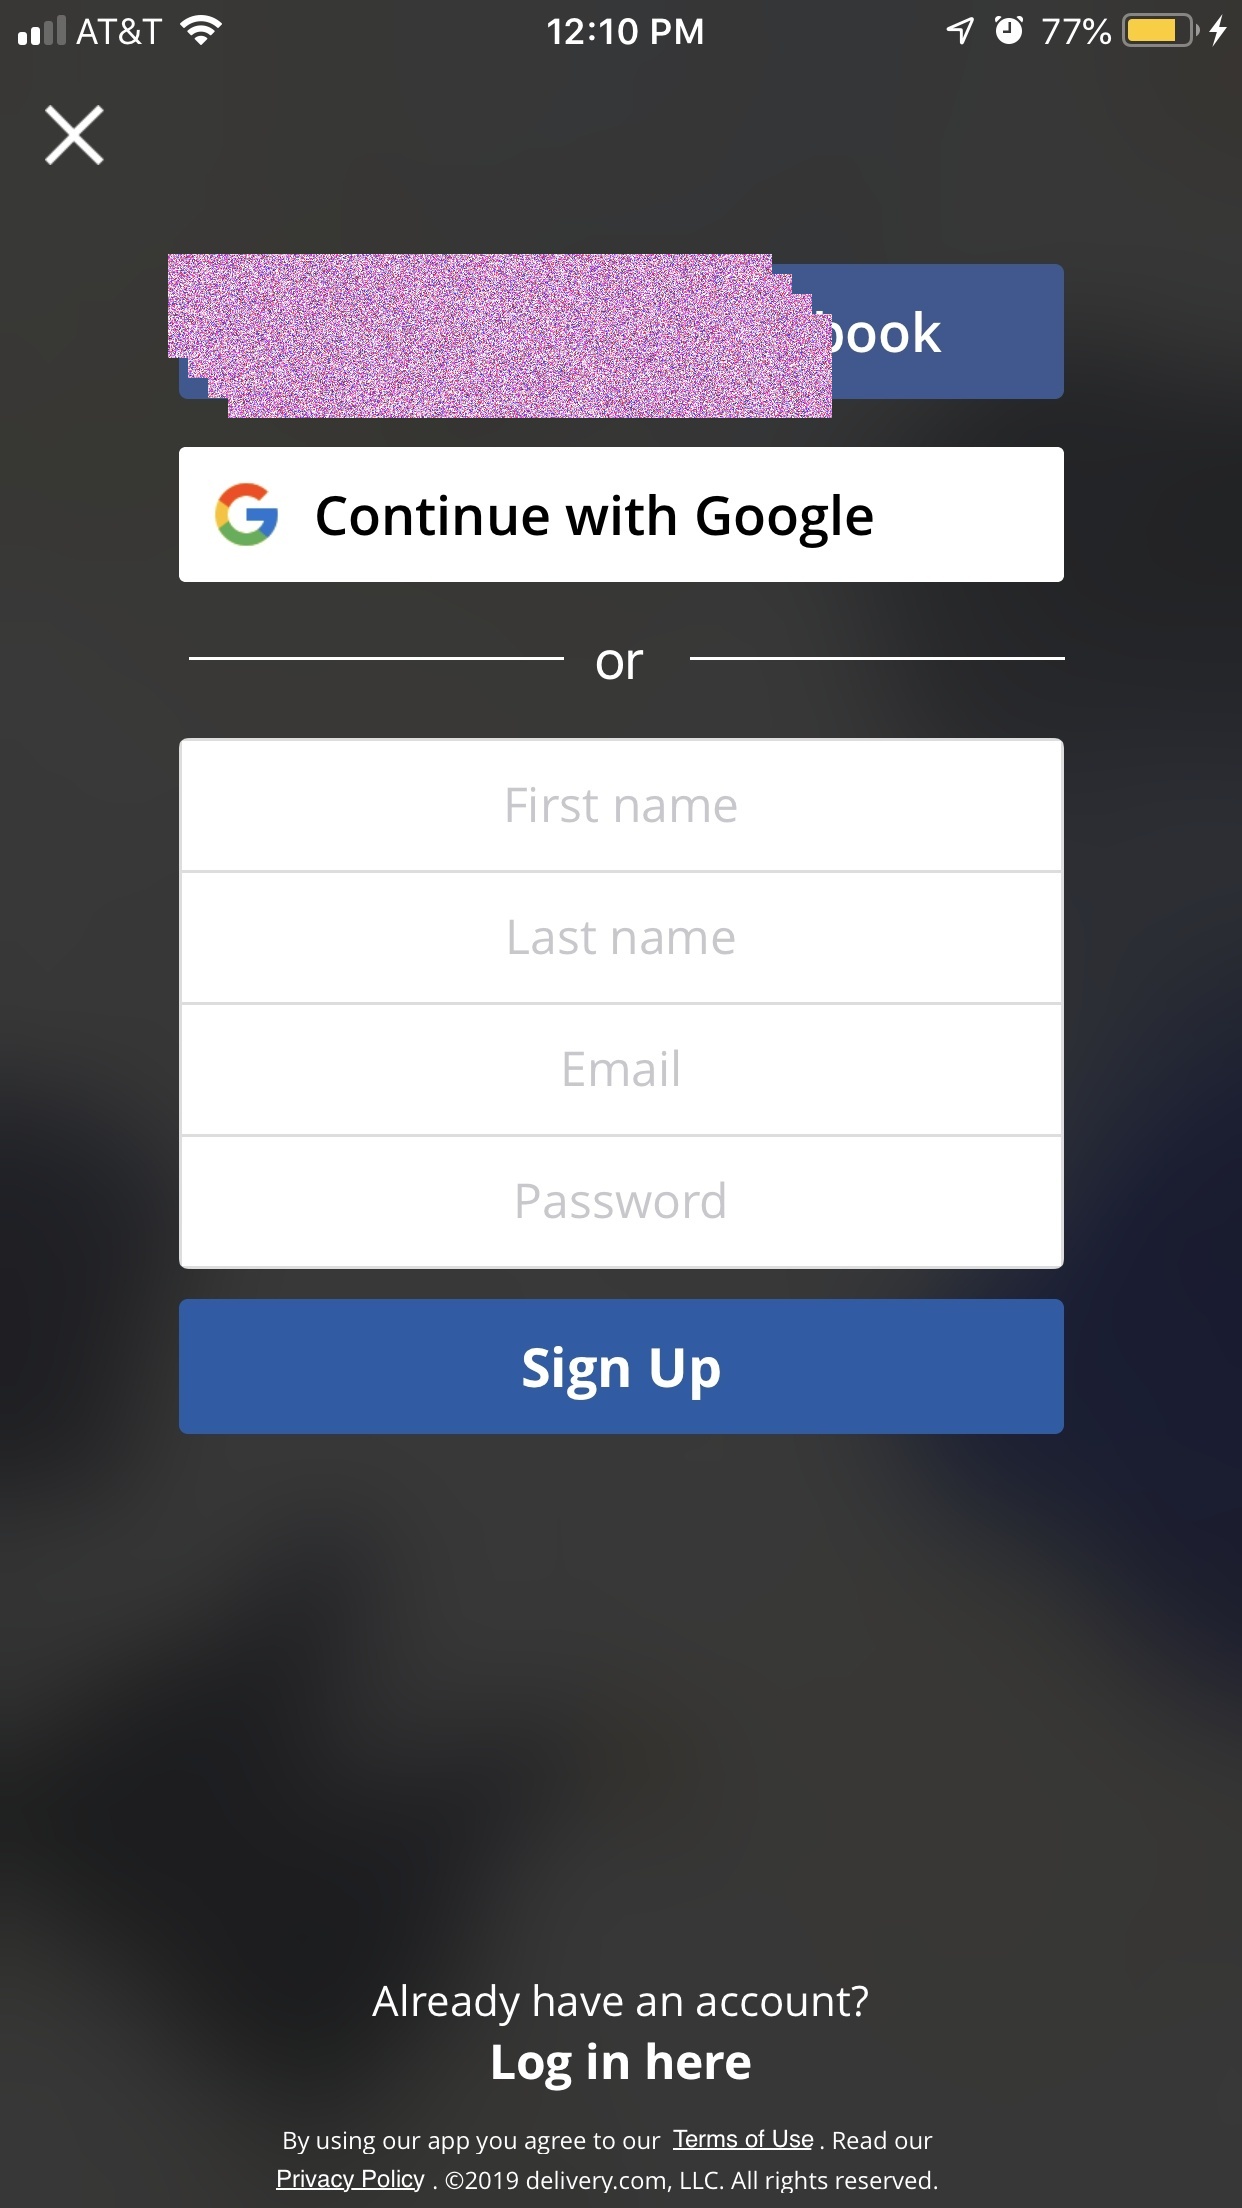 AT&T 12:10 PM 77%
book
Continue with Google
or
First name
Last name
Email
Password
Sign Up
Already have an account?
Log in here
By using our app you agree to our Terms of Use . Read our
Privacy Policy . ©2019 delivery.com, LLC. All rights reserved.